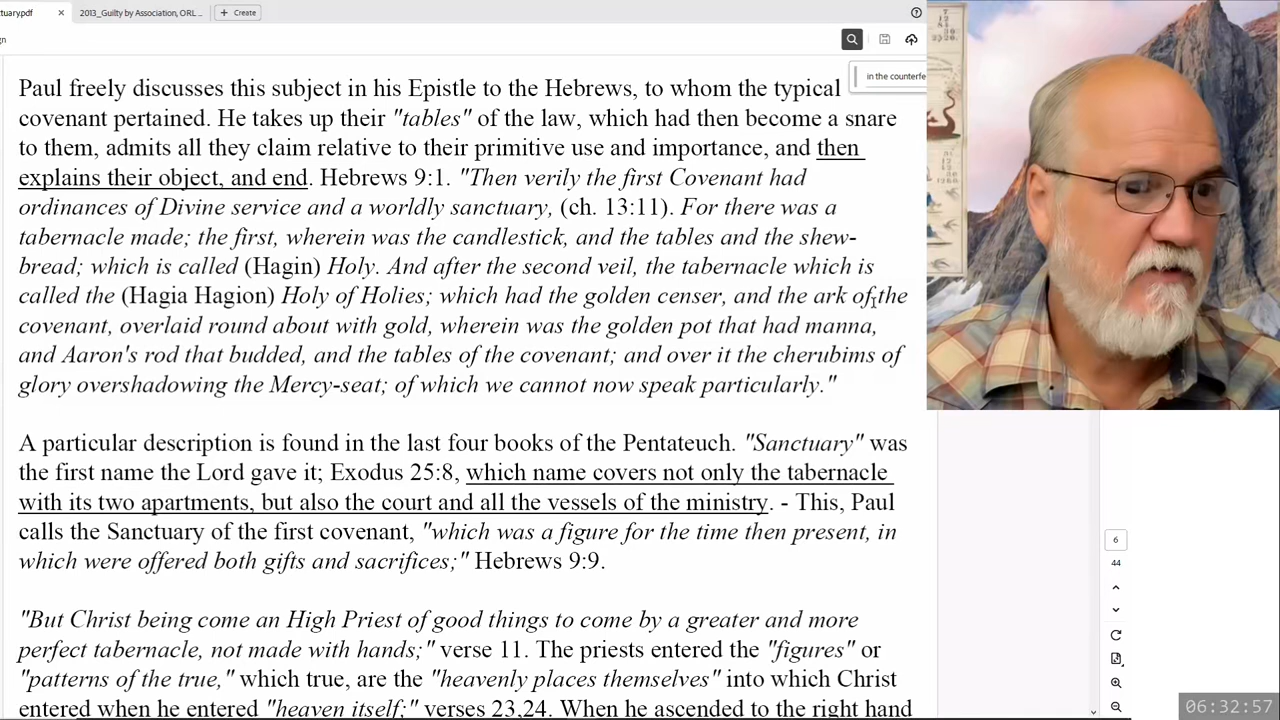 tuary.pdf
2013_Guilty by Association, ORL ...
Create
gn
in the counterfe
Paul freely discusses this subject in his Epistle to the Hebrews, to whom the typical
covenant pertained. He takes up their "tables" of the law, which had then become a snare
to them, admits all they claim relative to their primitive use and importance, and then
explains their object, and end. Hebrews 9:1. "Then verily the first Covenant had
ordinances of Divine service and a worldly sanctuary, (ch. 13:11). For there was a
tabernacle made; the first, wherein was the candlestick, and the tables and the shew-
bread; which is called (Hagin) Holy. And after the second veil, the tabernacle which is
called the (Hagia Hagion) Holy of Holies; which had the golden censer, and the ark of the
covenant, overlaid round about with gold, wherein was the golden pot that had manna,
and Aaron's rod that budded, and the tables of the covenant; and over it the cherubims of
glory overshadowing the Mercy-seat; of which we cannot now speak particularly."
A particular description is found in the last four books of the Pentateuch. "Sanctuary" was
the first name the Lord gave it; Exodus 25:8, which name covers not only the tabernacle
with its two apartments, but also the court and all the vessels of the ministry. - This, Paul
calls the Sanctuary of the first covenant, "which was a figure for the time then present, in
which were offered both gifts and sacrifices;" Hebrews 9:9.
"But Christ being come an High Priest of good things to come by a greater and more
perfect tabernacle, not made with hands;" verse 11. The priests entered the "figures" or
"patterns of the true," which true, are the "heavenly places themselves" into which Christ
entered when he entered "heaven itself;" verses 23,24. When he ascended to the right hand
6
44
06:32:57